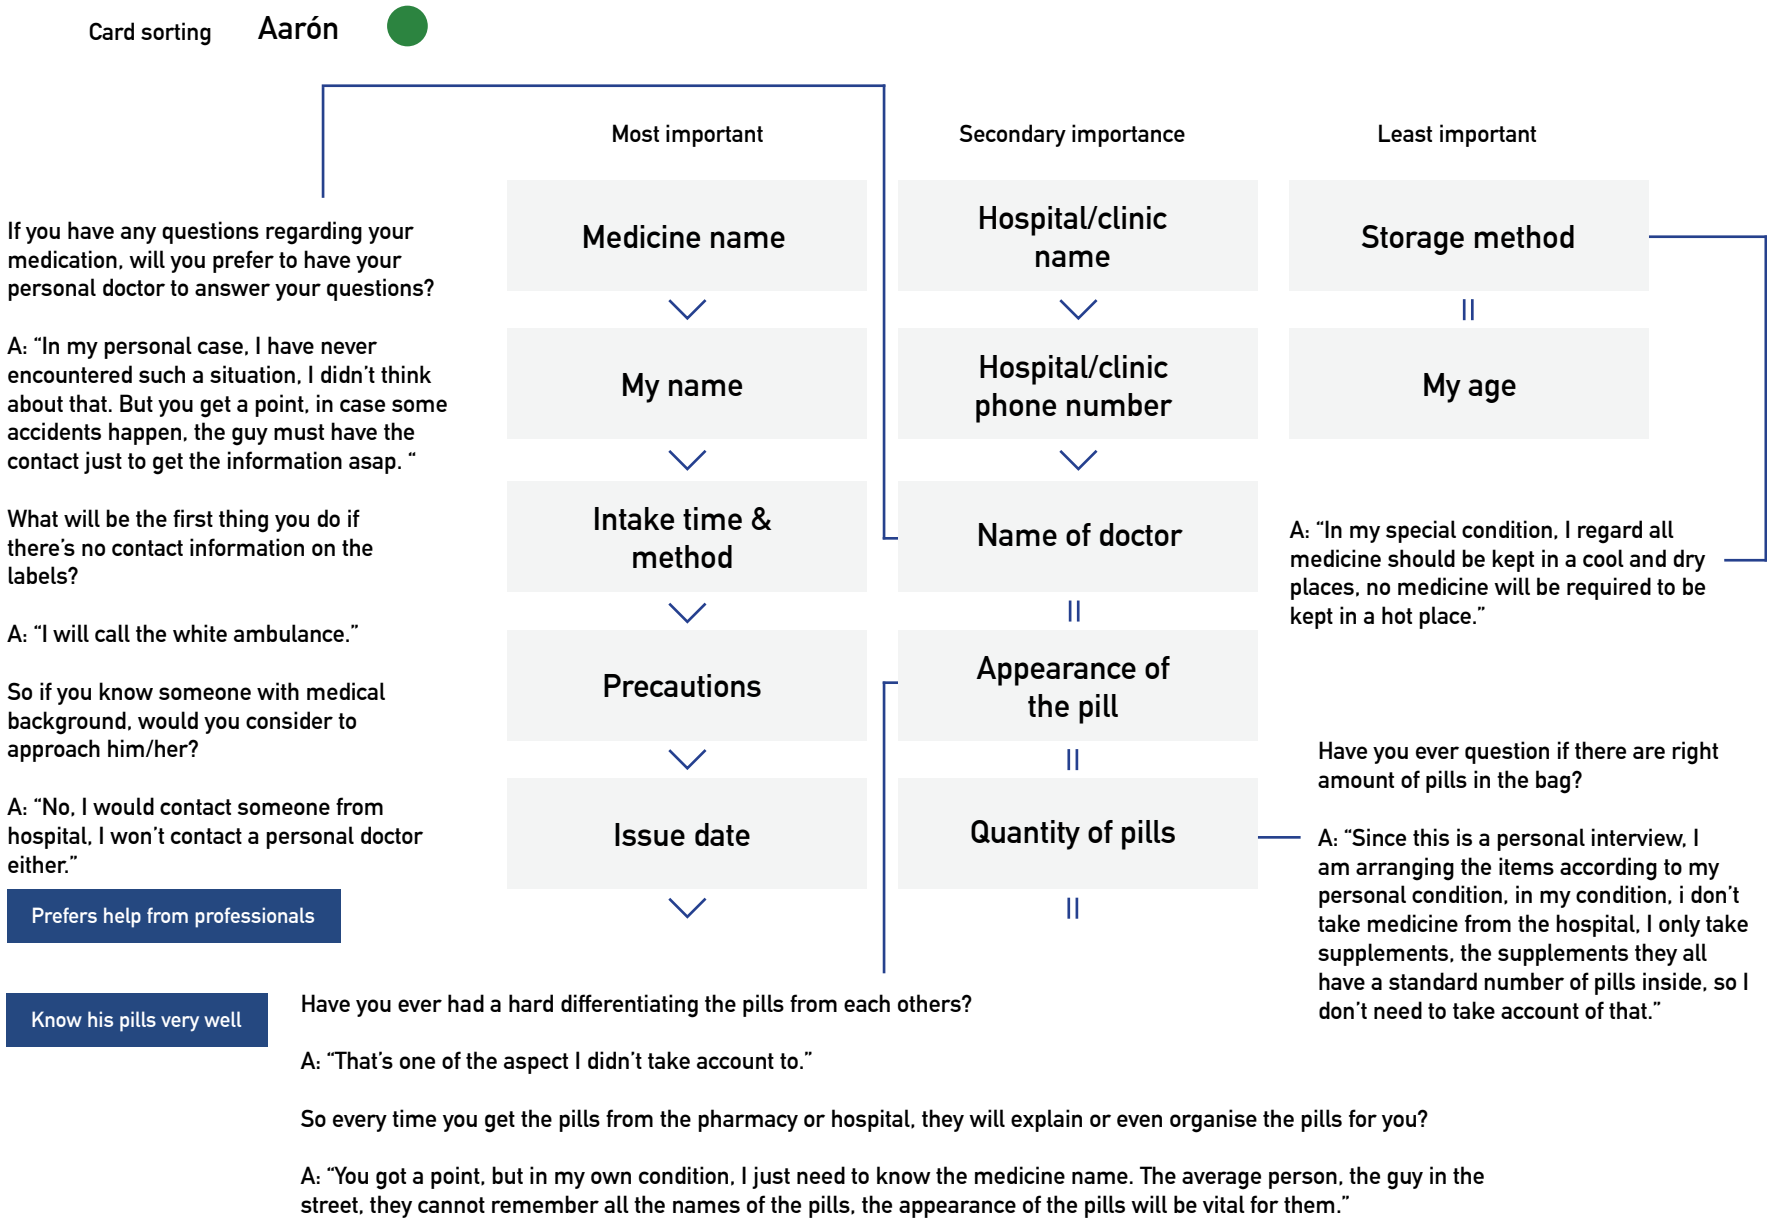 Card sorting
Aarón
Most important
Secondary importance
Least important
If you have any questions regarding your
medication, will you prefer to have your
personal doctor to answer your questions?
A: “In my personal case, I have never
encountered such a situation, I didn’t think
about that. But you get a point, in case some
accidents happen, the guy must have the
contact just to get the information asap. “
What will be the first thing you do if
there’s no contact information on the
labels?
A: “I will call the white ambulance.”
So if you know someone with medical
background, would you consider to
approach him/her?
A: “No, I would contact someone from
hospital, I won’t contact a personal doctor
either.”
Prefers help from professionals
Medicine name
My name
Intake time &
method
Precautions
Issue date
Hospital/clinic
name
Hospital/clinic
phone number
Name of doctor
Appearance of
the pill
Quantity of pills
Storage method
My age
A: “In my special condition, I regard all
medicine should be kept in a cool and dry
places, no medicine will be required to be
kept in a hot place.”
Have you ever question if there are right
amount of pills in the bag?
A: “Since this is a personal interview, I
am arranging the items according to my
personal condition, in my condition, i don’t
take medicine from the hospital, I only take
supplements, the supplements they all
have a standard number of pills inside, so I
don’t need to take account of that.”
Know his pills very well
Have you ever had a hard differentiating the pills from each others?
A: “That’s one of the aspect I didn’t take account to.”
So every time you get the pills from the pharmacy or hospital, they will explain or even organise the pills for you?
A: “You got a point, but in my own condition, I just need to know the medicine name. The average person, the guy in the
street, they cannot remember all the names of the pills, the appearance of the pills will be vital for them.”